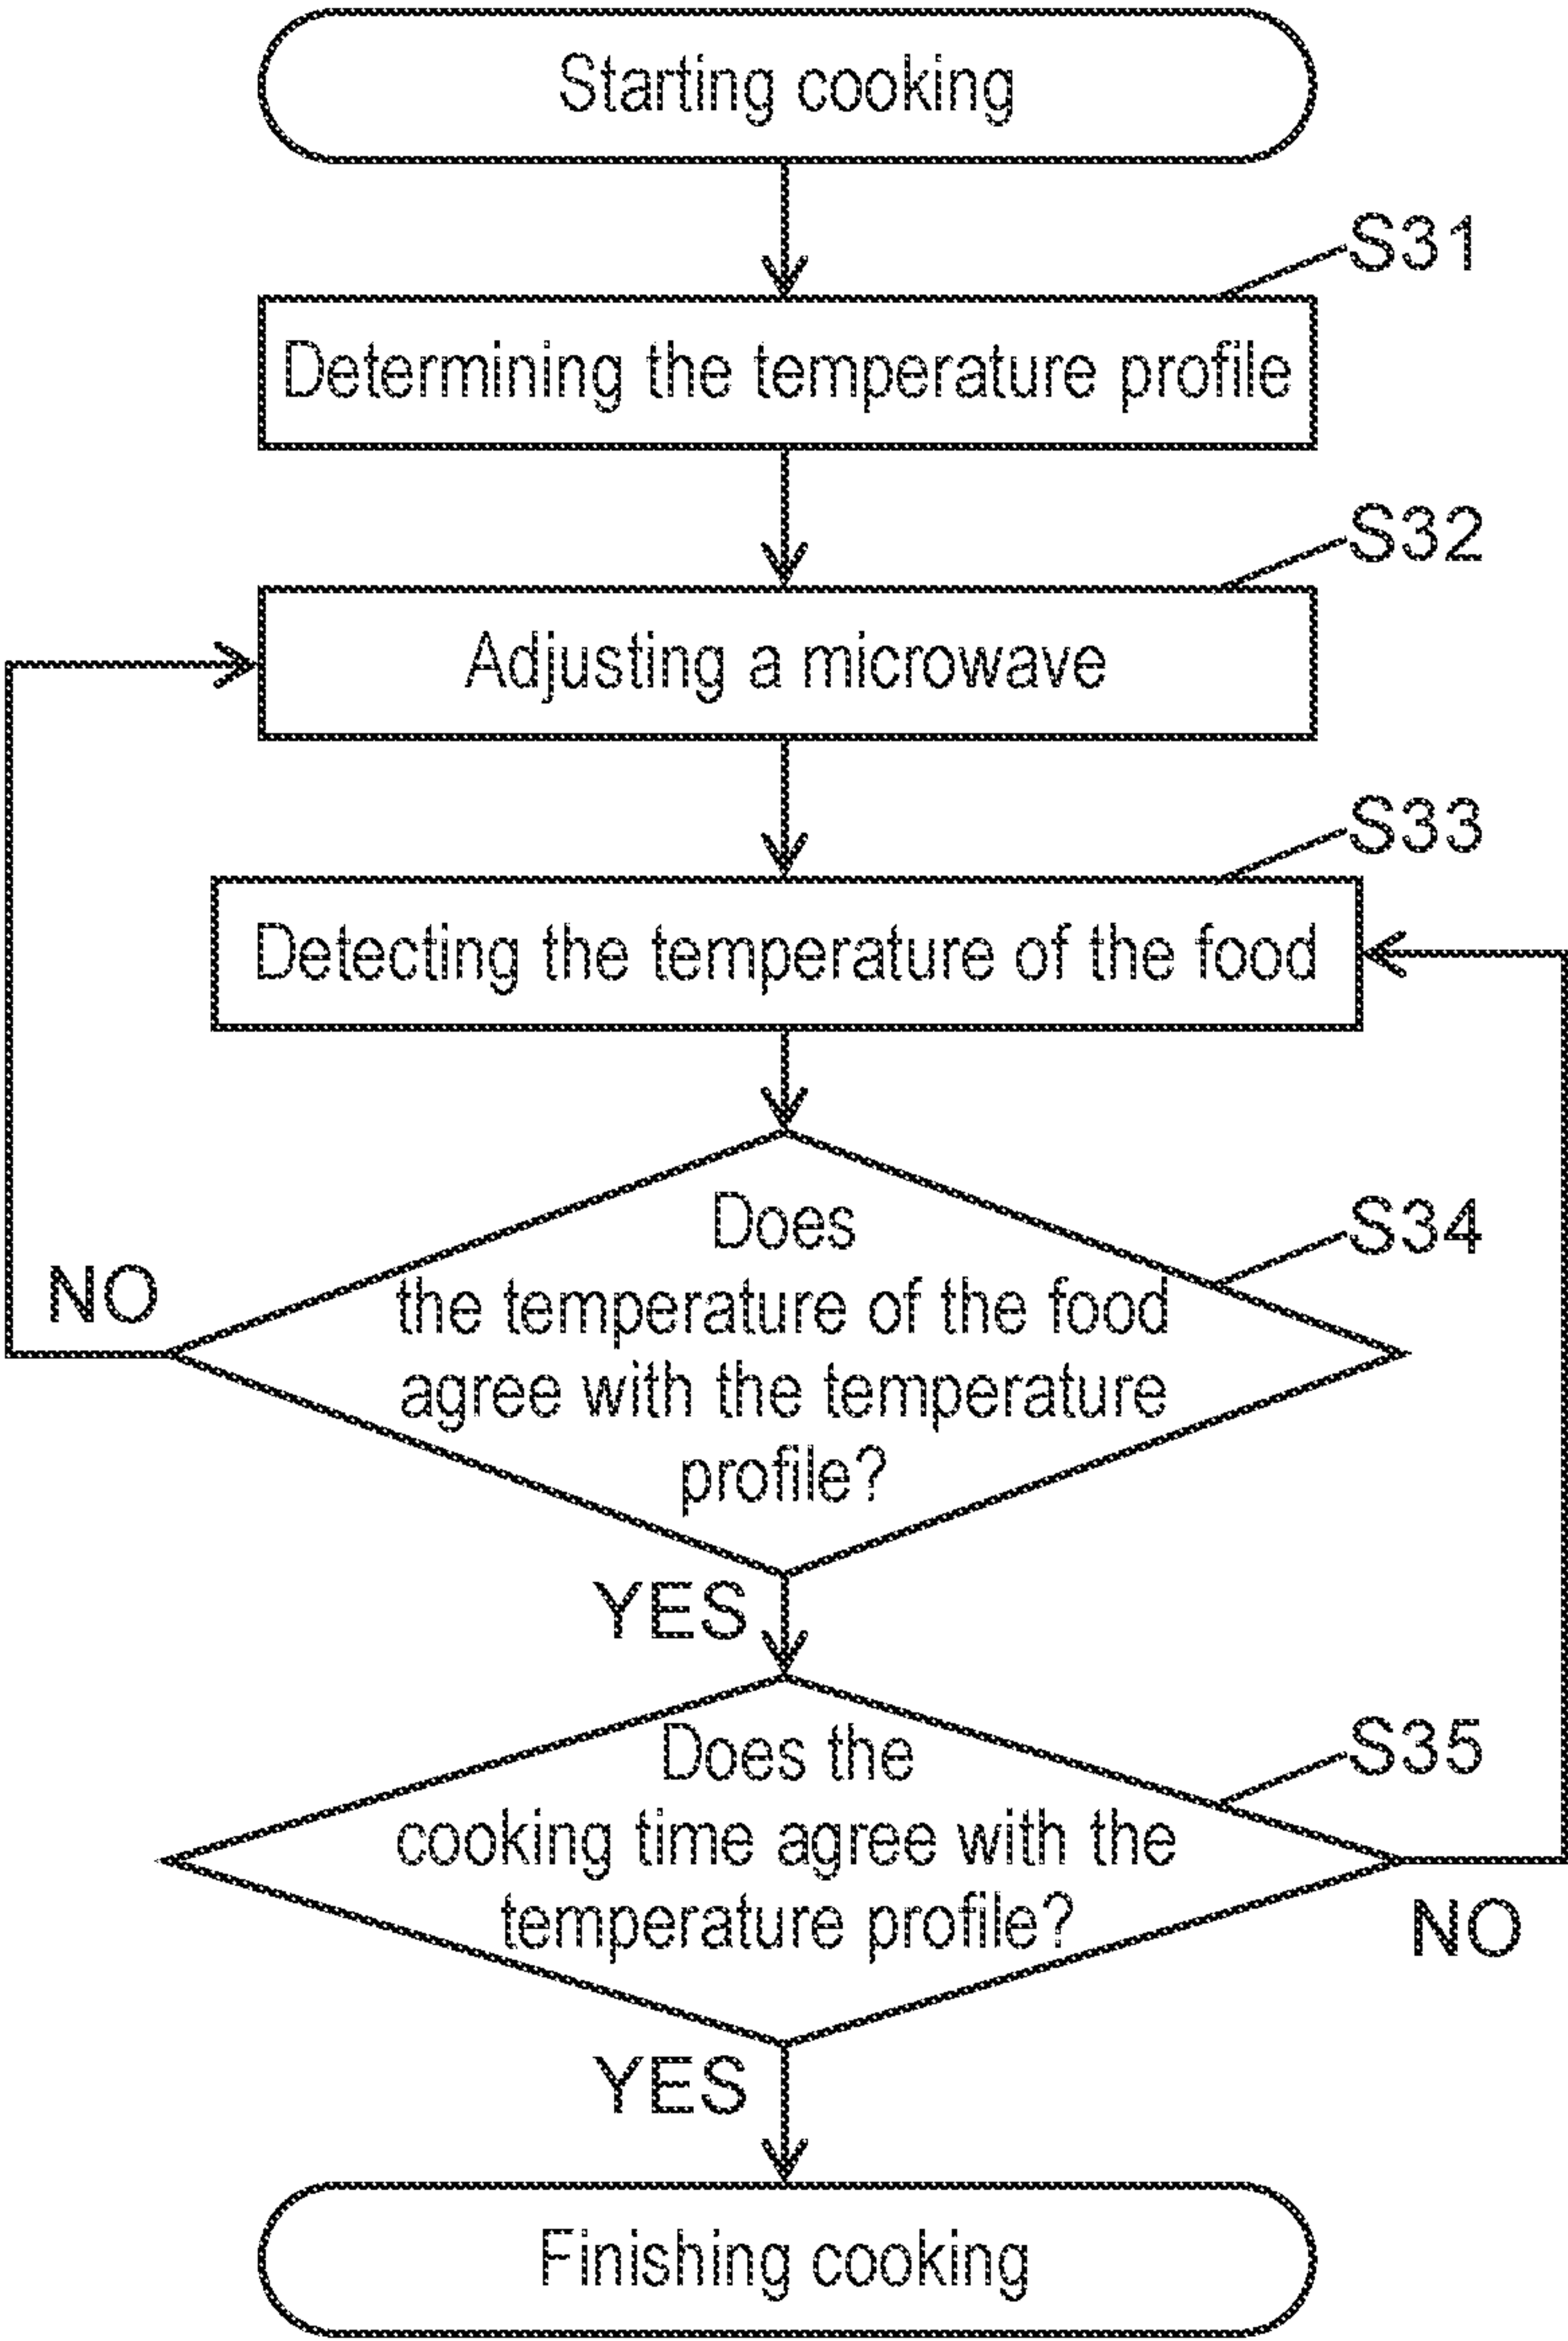 Starting cooking
S31
Determining the temperature profile
S32
Adjusting a microwave
S33
Detecting the temperature of the food
S34
Does
the temperature of the food
agree with the temperature
profile?
NO
YES
S35
Does the
cooking time agree with the
temperature profile?
NO
YES
Finishing cooking